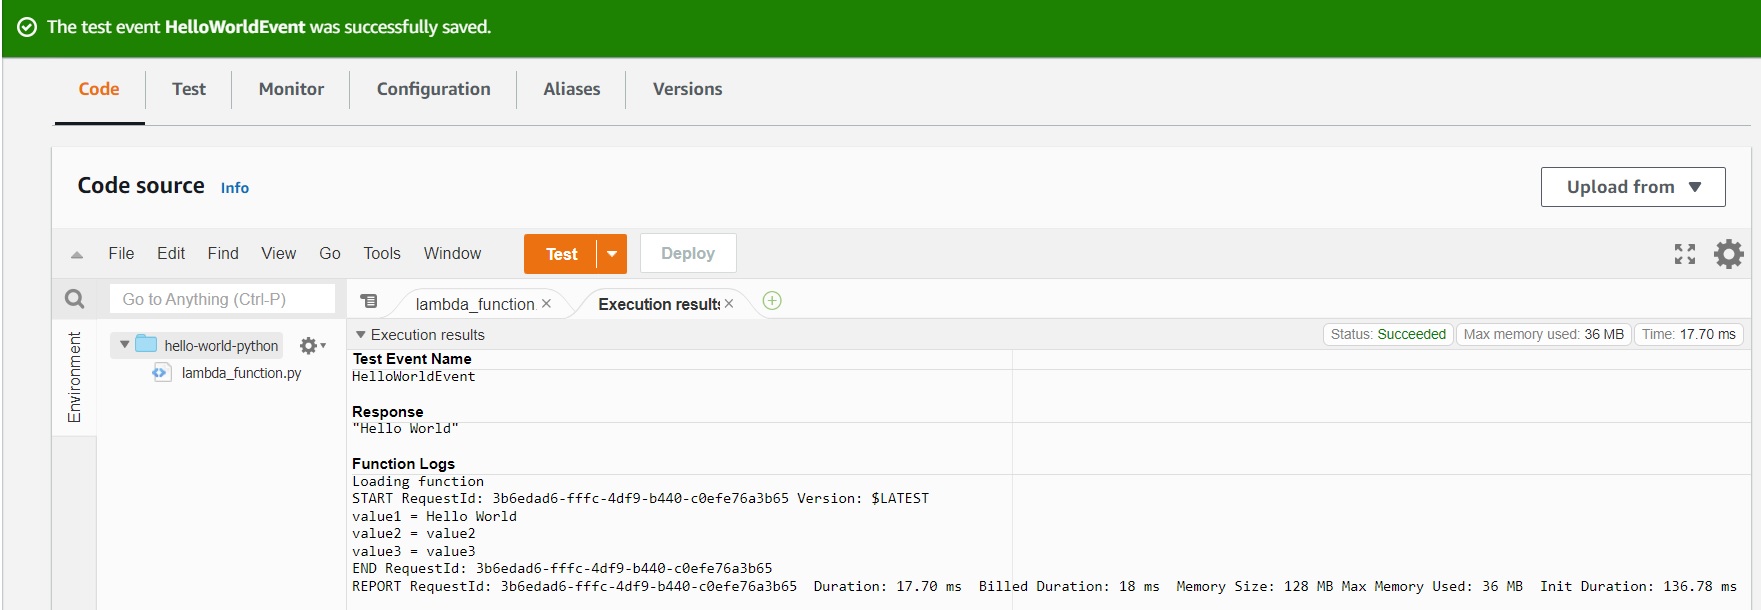 The test event HelloWorldEvent was successfully saved.
Code Test Monitor Configuration Aliases Versions
Code source Info
Upload from
File Edit Find View Go Tools Window Test Deploy
Go to Anything (Ctrl-P)
lambda_function Execution results
Environment
hello-world-python
lambda_function.py
Execution results
Status: Succeeded Max memory used: 36 MB Time: 17.70 ms
Test Event Name
HelloWorldEvent
Response
"Hello World"
Function Logs
Loading function
START RequestId: 3b6edad6-fffc-4df9-b440-c0efe76a3b65 Version: $LATEST
value1 = Hello World
value2 = value2
value3 = value3
END RequestId: 3b6edad6-fffc-4df9-b440-c0efe76a3b65
REPORT RequestId: 3b6edad6-fffc-4df9-b440-c0efe76a3b65 Duration: 17.70 ms Billed Duration: 18 ms Memory Size: 128 MB Max Memory Used: 36 MB Init Duration: 136.78 ms